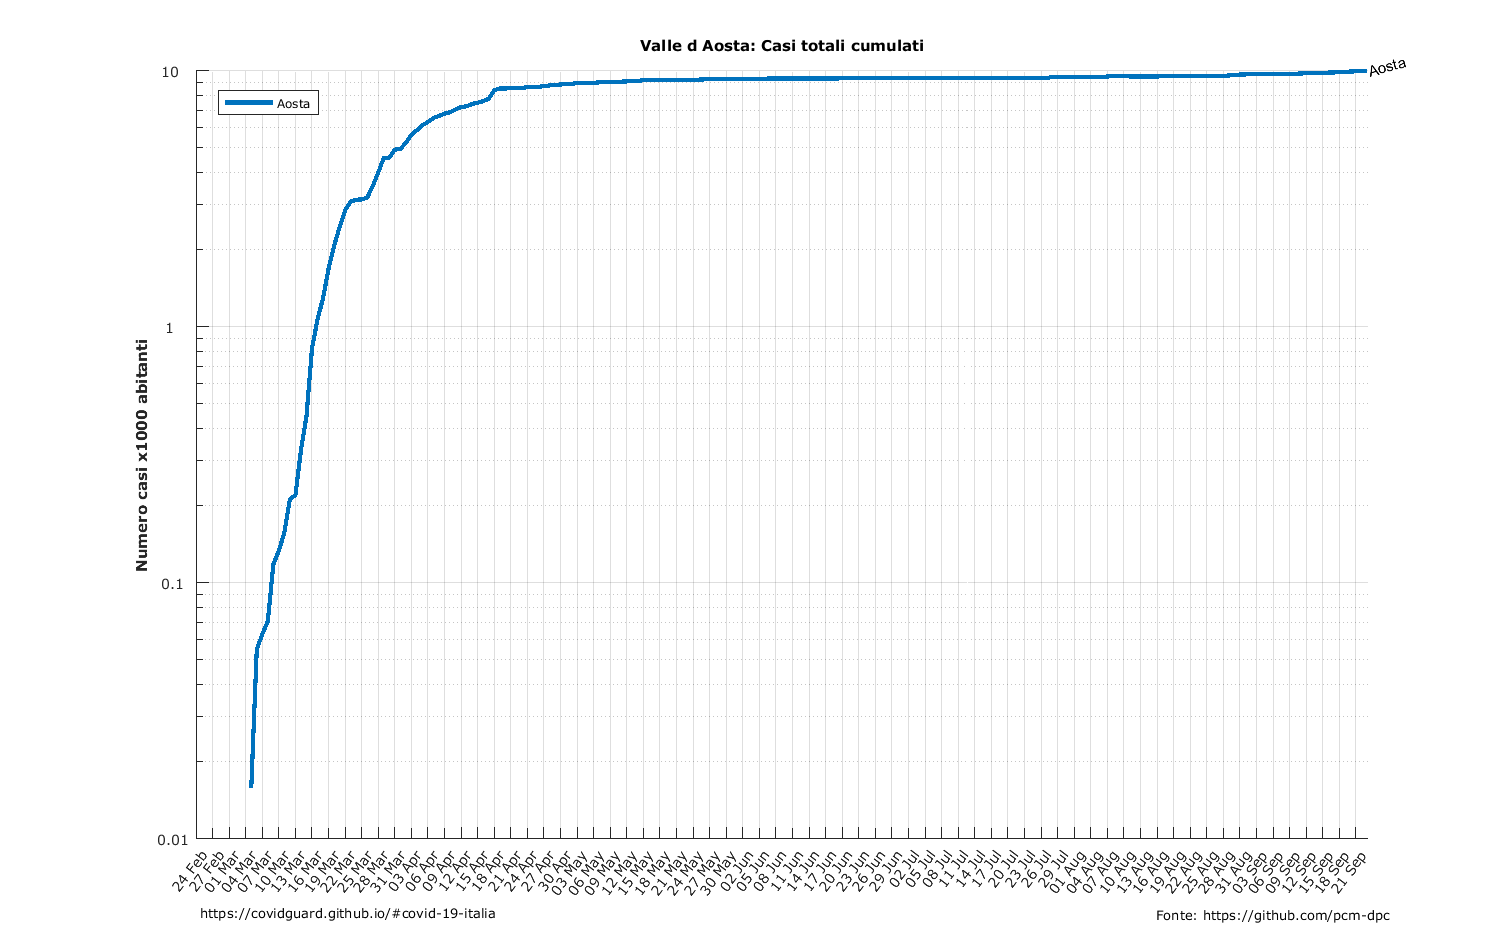 Valle d Aosta: Casi totali cumulati
10
1
0.1
0.01
Numero casi x1000 abitanti
Aosta
Aosta
24 Feb
27 Feb
01 Mar
04 Mar
07 Mar
10 Mar
13 Mar
16 Mar
19 Mar
22 Mar
25 Mar
28 Mar
31 Mar
03 Apr
06 Apr
09 Apr
12 Apr
15 Apr
18 Apr
21 Apr
24 Apr
27 Apr
30 Apr
03 May
06 May
09 May
12 May
15 May
18 May
21 May
24 May
27 May
30 May
02 Jun
05 Jun
08 Jun
11 Jun
14 Jun
17 Jun
20 Jun
23 Jun
26 Jun
29 Jun
02 Jul
05 Jul
08 Jul
11 Jul
14 Jul
17 Jul
20 Jul
23 Jul
26 Jul
29 Jul
01 Aug
04 Aug
07 Aug
10 Aug
13 Aug
16 Aug
19 Aug
22 Aug
25 Aug
28 Aug
31 Aug
03 Sep
06 Sep
09 Sep
12 Sep
15 Sep
18 Sep
21 Sep
https://covidguard.github.io/#covid-19-italia
Fonte: https://github.com/pcm-dpc